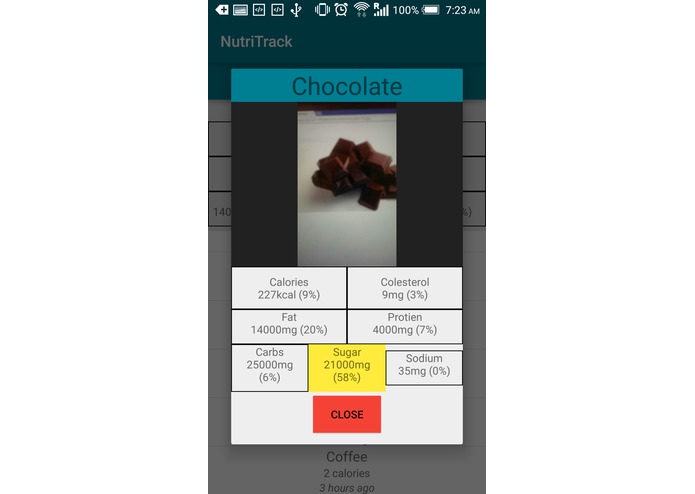 100% 7:23 AM
NutriTrack
Chocolate
140
%)
Calories
227kcal (9%)
Colesterol
9mg (3%)
Fat
14000mg (20%)
Protien
4000mg (7%)
Carbs
25000mg
(6%)
Sugar
21000mg
(58%)
Sodium
35mg (0%)
CLOSE
Coffee
2 calories
3 hours ago